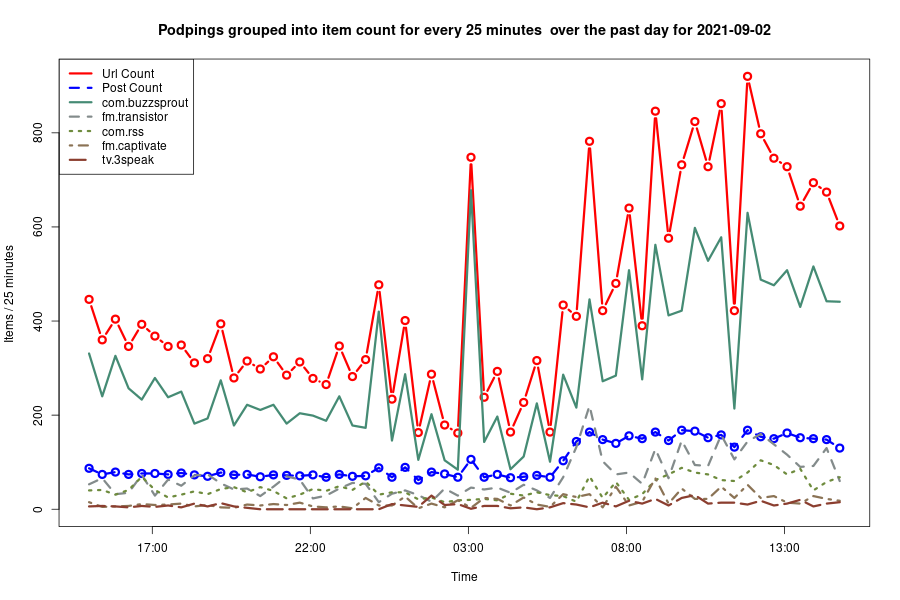 Podpings grouped into item count for every 25 minutes  over the past day for 2021-09-02
Url Count
Post Count
com.buzzsprout
fm.transistor
com.rss
fm.captivate
tv.3speak
Items / 25 minutes
800
600
400
200
0
17:00
22:00
03:00
08:00
13:00
Time